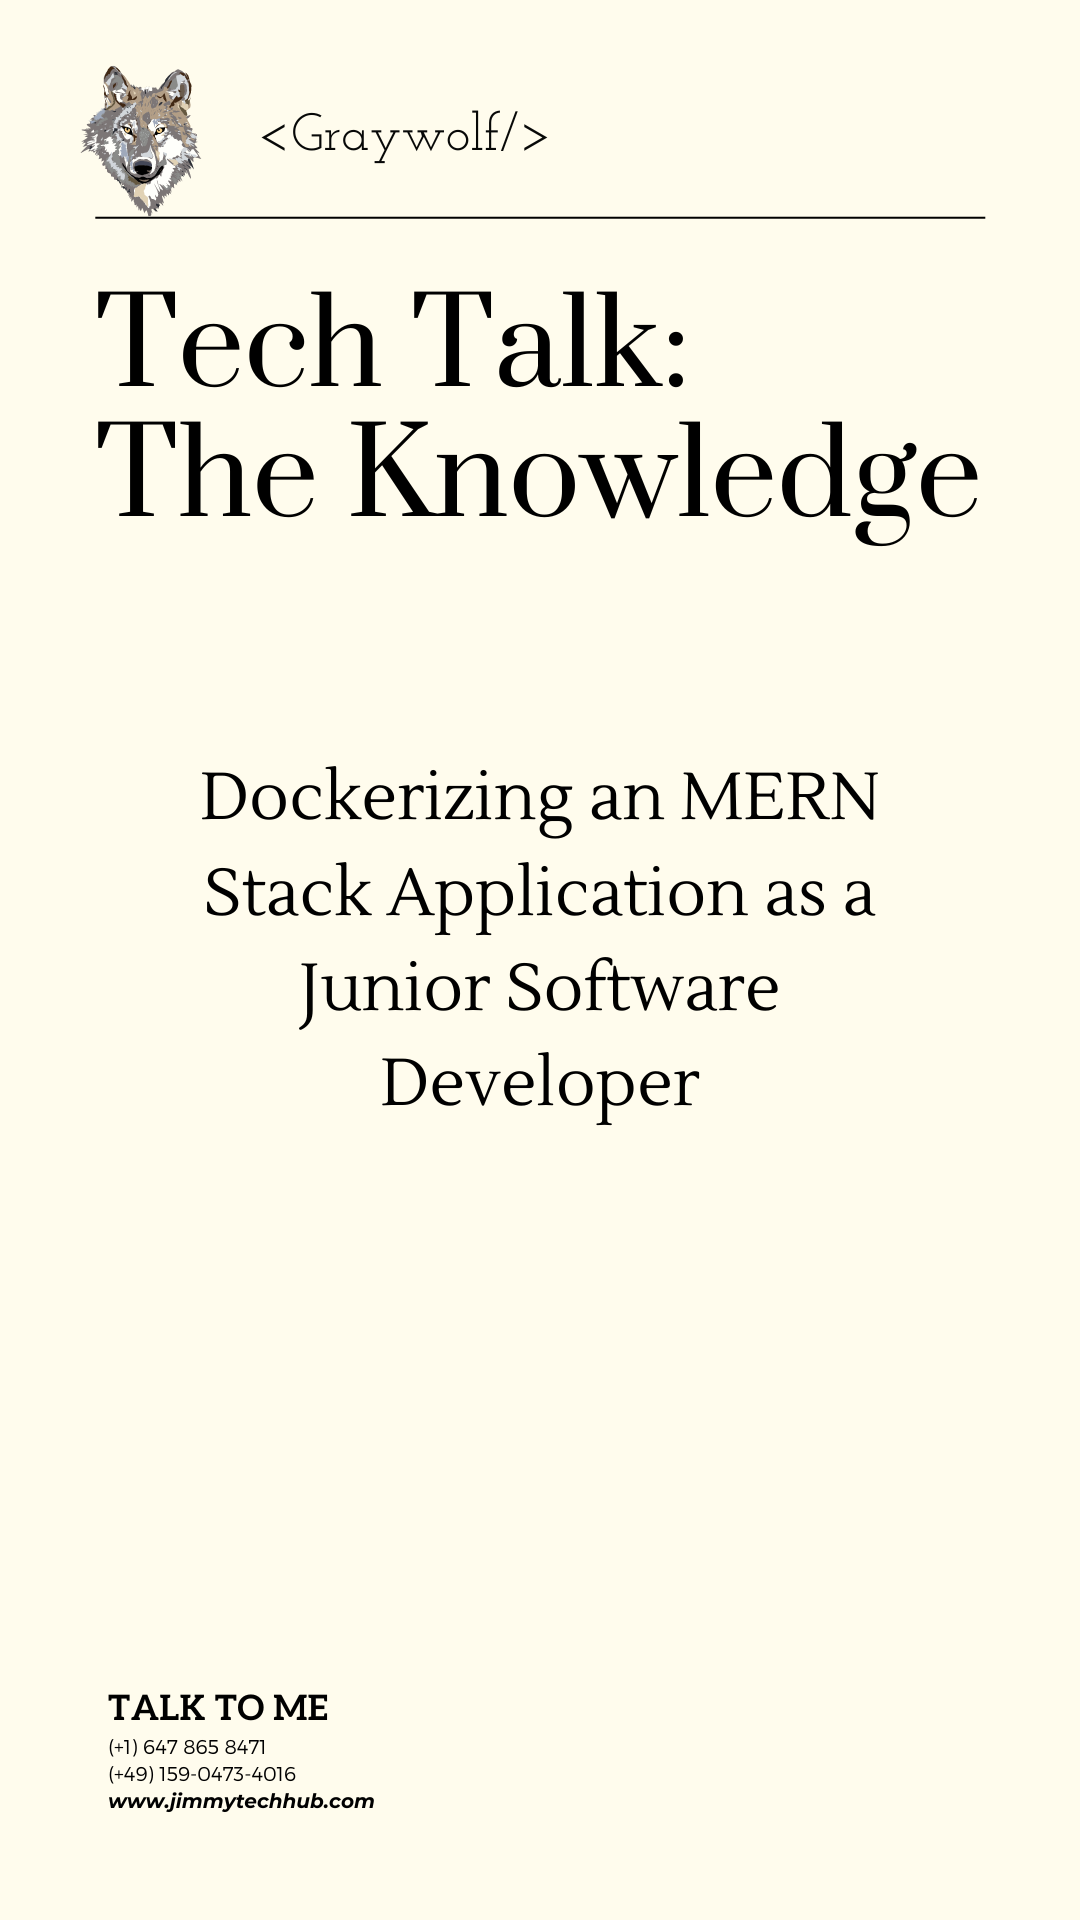 <Graywolf/>
Tech Talk:
The Knowledge
Dockerizing an MERN
Stack Application as a
Junior Software
Developer
TALK TO ME
(+1) 647 865 8471
(+49) 159-0473-4016
www.jimmytechhub.com